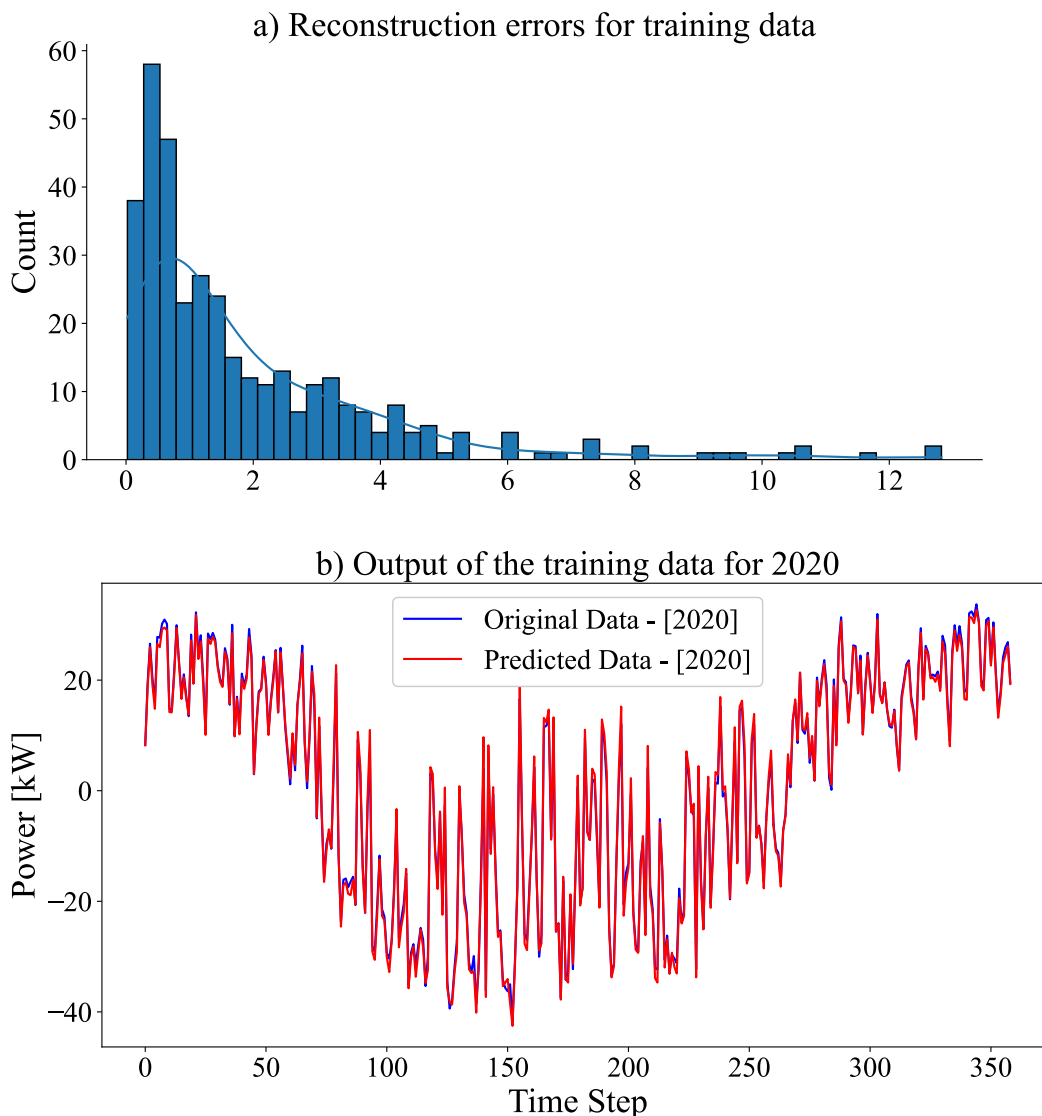 a) Reconstruction errors for training data
60
50
40
30
20
10
0
Count
0 2 4 6 8 10 12
b) Output of the training data for 2020
Original Data - [2020]
Predicted Data - [2020]
20
0
−20
−40
Power [kW]
0 50 100 150 200 250 300 350
Time Step